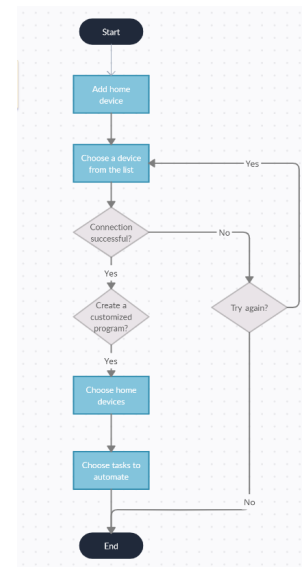 Start
Add home
device
Choose a device
from the list
Yes
Connection
successful?
No
Yes
Create a
customized
program?
Try again?
Yes
Choose home
devices
Choose tasks to
automate
No
End